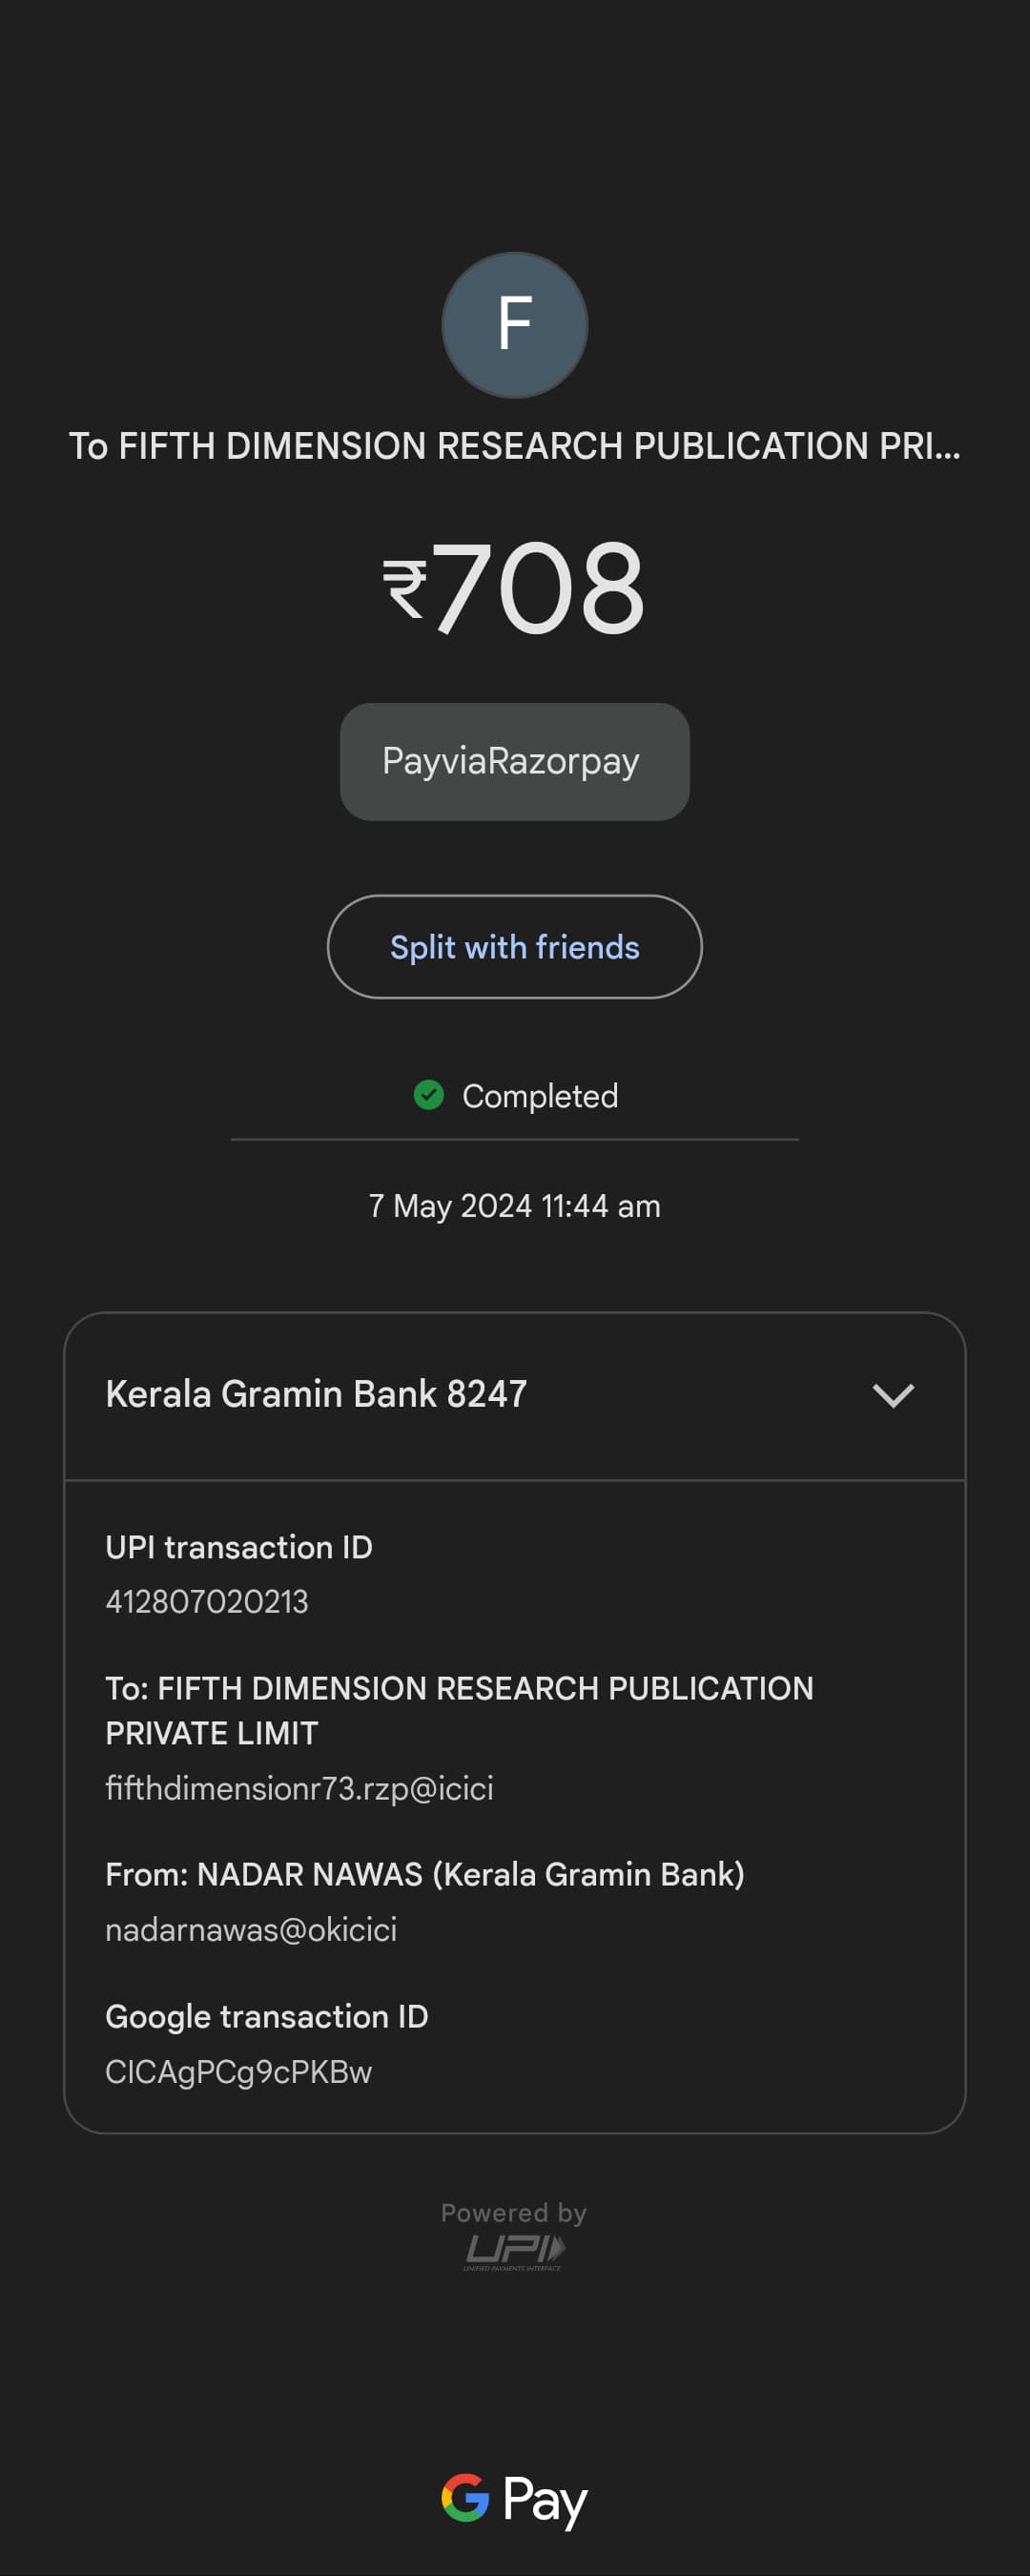 F
To FIFTH DIMENSION RESEARCH PUBLICATION PRI...
₹708
PayviaRazorpay
Split with friends
Completed
7 May 2024 11:44 am
Kerala Gramin Bank 8247
UPI transaction ID
412807020213
To: FIFTH DIMENSION RESEARCH PUBLICATION
PRIVATE LIMIT
fifthdimensionr73.rzp@icici
From: NADAR NAWAS (Kerala Gramin Bank)
nadarnawas@okicici
Google transaction ID
CICAgPCg9cPKBw
Powered by
UPI
UNIFIED PAYMENTS INTERFACE
G Pay